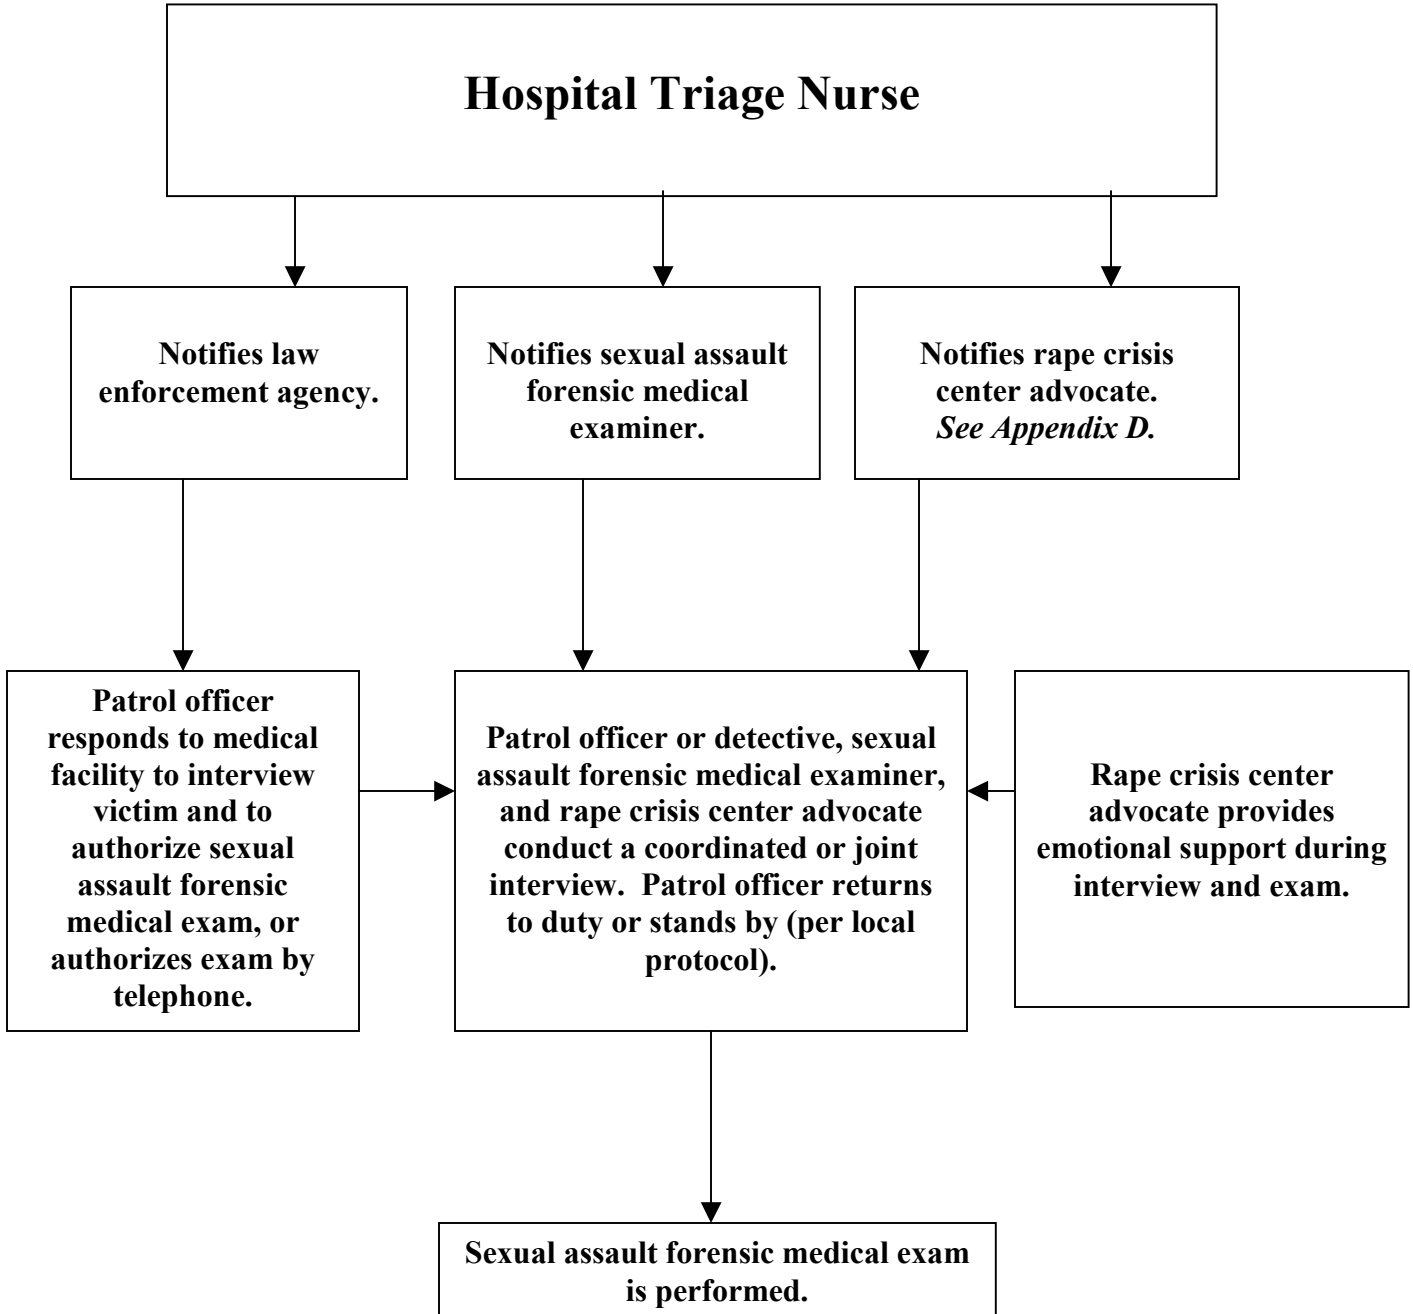 Hospital Triage Nurse
Notifies law
enforcement agency.
Notifies sexual assault
forensic medical
examiner.
Notifies rape crisis
center advocate.
See Appendix D.
Patrol officer
responds to medical
facility to interview
victim and to
authorize sexual
assault forensic
medical exam, or
authorizes exam by
telephone.
Patrol officer or detective, sexual
assault forensic medical examiner,
and rape crisis center advocate
conduct a coordinated or joint
interview.  Patrol officer returns
to duty or stands by (per local
protocol).
Rape crisis center
advocate provides
emotional support during
interview and exam.
Sexual assault forensic medical exam
is performed.